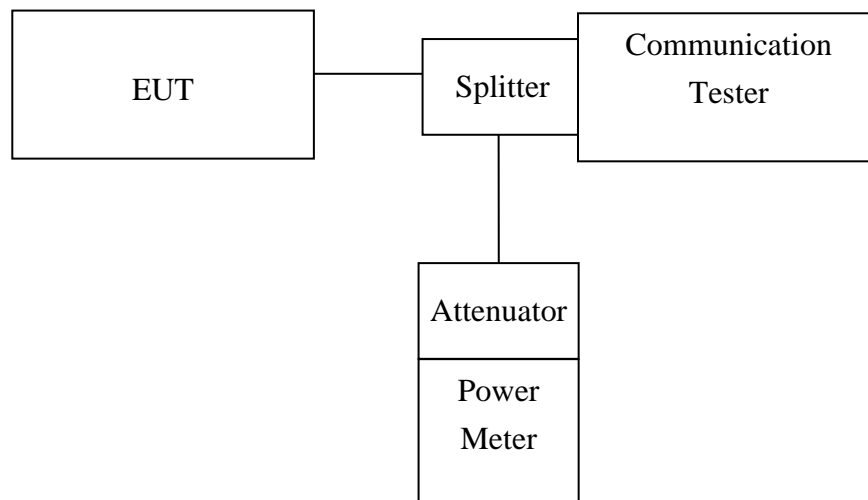 EUT
Splitter
Communication
Tester
Attenuator
Power
Meter